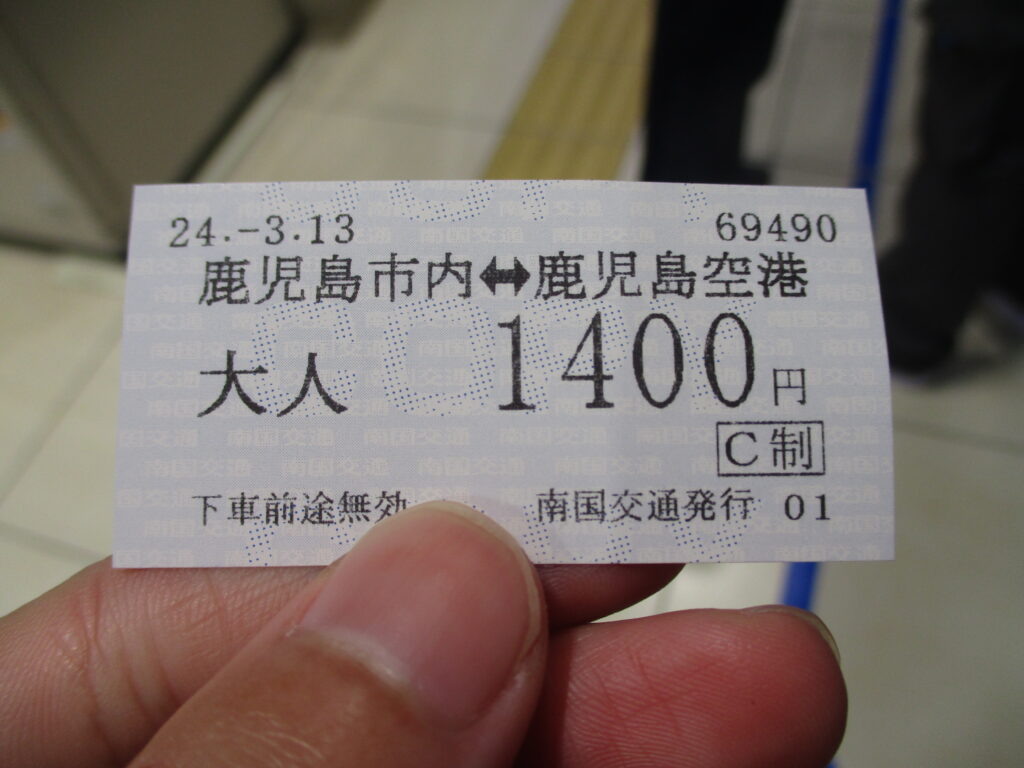 24.-3.13 69490
鹿児島市内⬌鹿児島空港
大人 1400円
C制
下車前途無効 南国交通発行 01